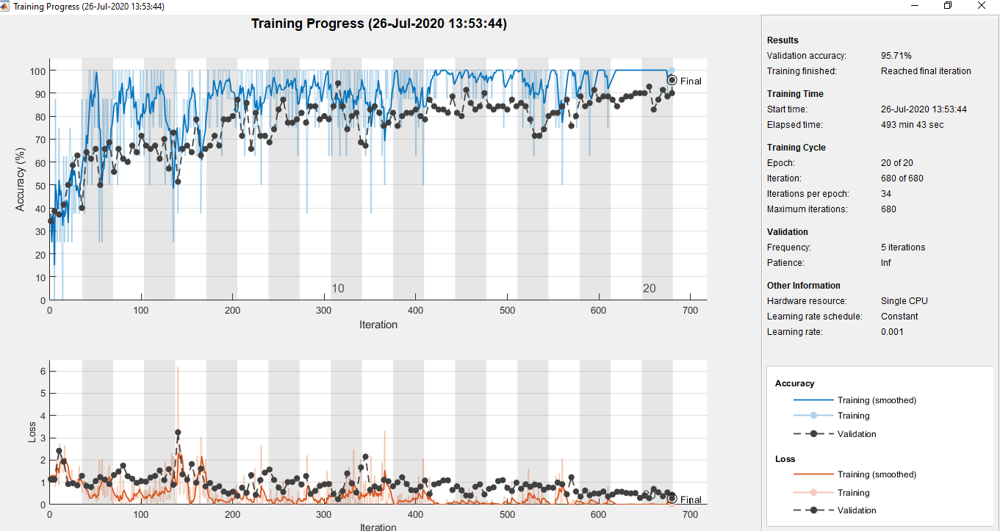 Training Progress (26-Jul-2020 13:53:44)
Training Progress (26-Jul-2020 13:53:44)
100
90
80
70
60
50
40
30
20
10
0
Accuracy (%)
Final
10
20
0 100 200 300 400 500 600 700
Iteration
6
5
4
3
2
1
0
Loss
Final
0 100 200 300 400 500 600 700
Iteration
Results
Validation accuracy: 95.71%
Training finished: Reached final iteration
Training Time
Start time: 26-Jul-2020 13:53:44
Elapsed time: 493 min 43 sec
Training Cycle
Epoch: 20 of 20
Iteration: 680 of 680
Iterations per epoch: 34
Maximum iterations: 680
Validation
Frequency: 5 iterations
Patience: Inf
Other Information
Hardware resource: Single CPU
Learning rate schedule: Constant
Learning rate: 0.001
Accuracy
Training (smoothed)
Training
Validation
Loss
Training (smoothed)
Training
Validation